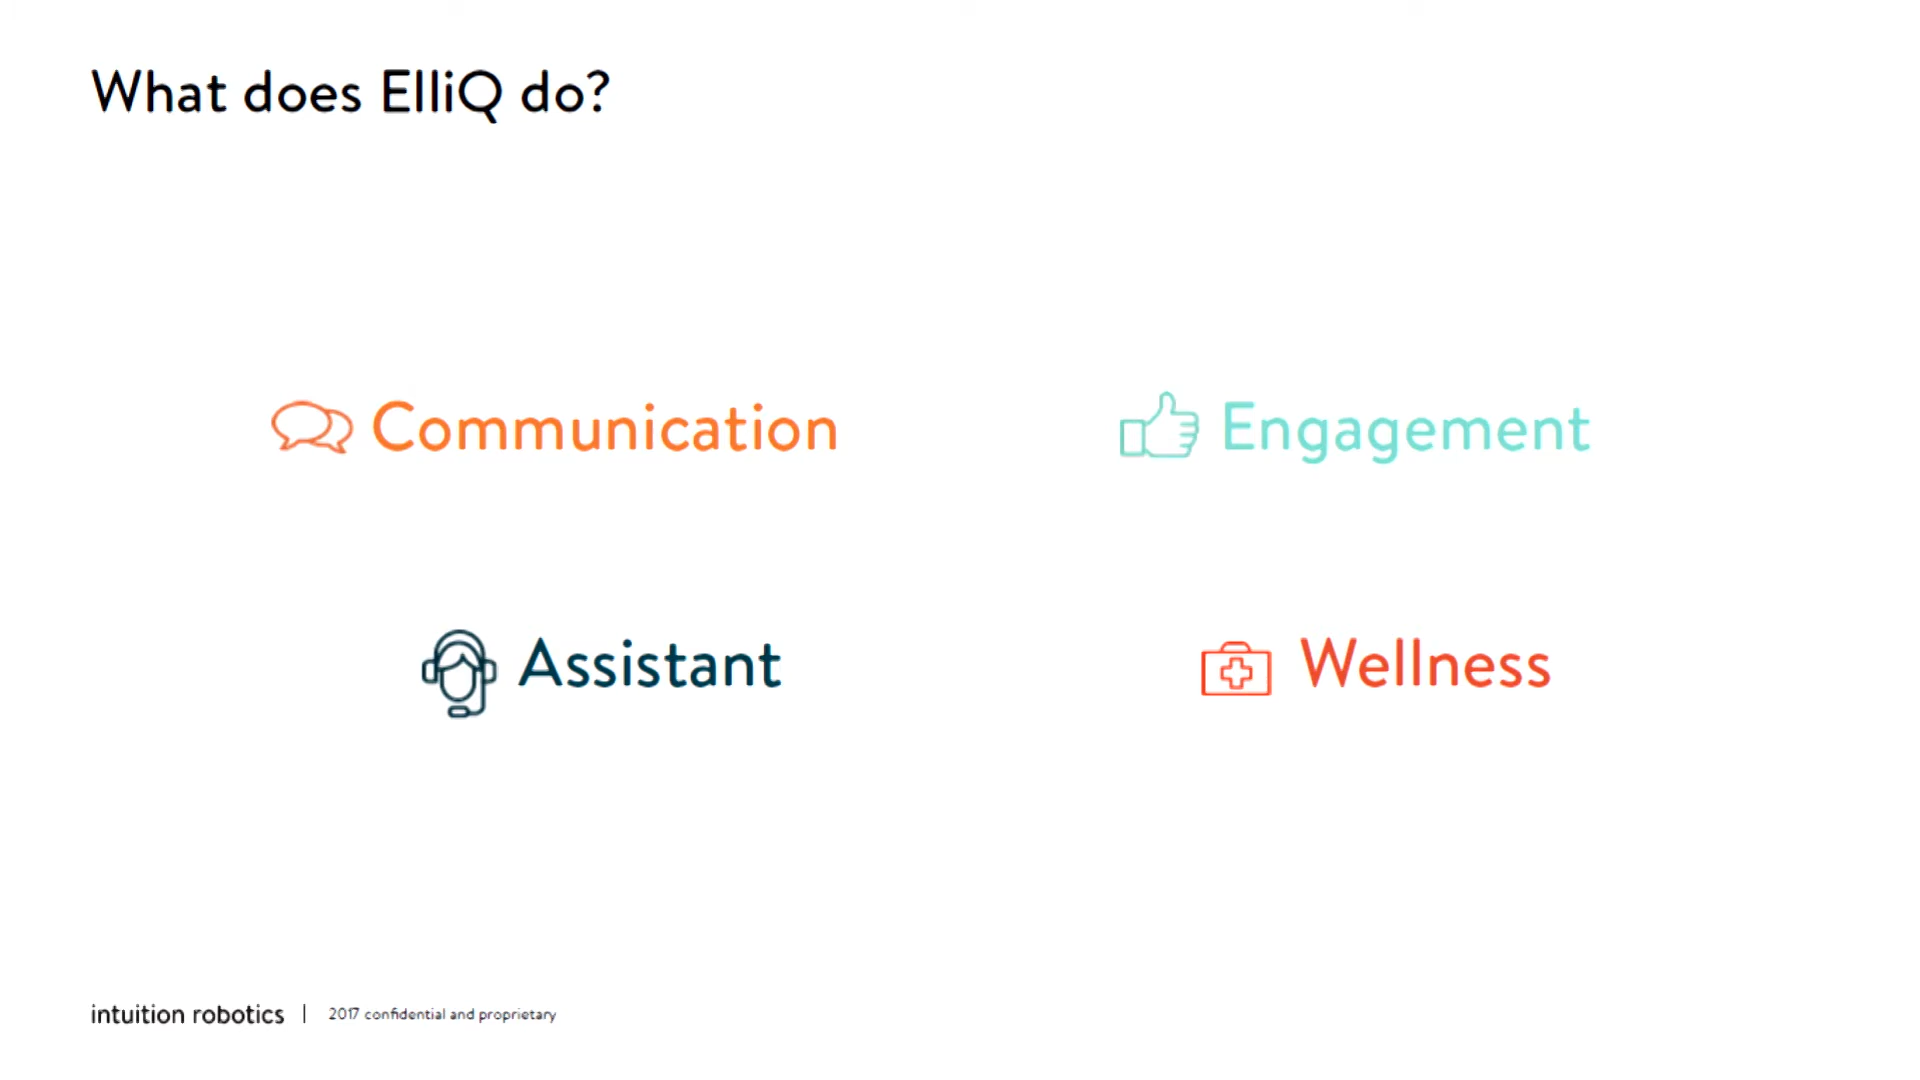 What does ElliQ do?
Communication
Engagement
Assistant
Wellness
intuition robotics | 2017 confidential and proprietary